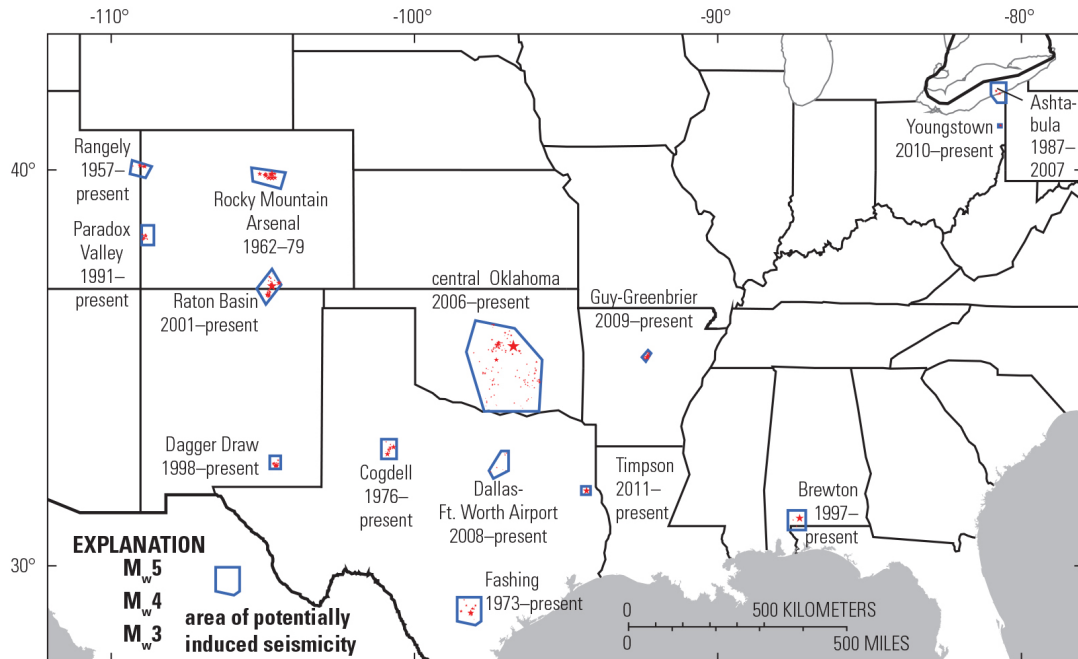 -110°
-100°
-90°
-80°
40°
30°
Rangely
1957–
present
Paradox
Valley
1991–
present
Rocky Mountain
Arsenal
1962–79
Raton Basin
2001–present
central Oklahoma
2006–present
Guy-Greenbrier
2009–present
Youngstown
2010–present
Ashta-
bula
1987–
2007
Dagger Draw
1998–present
Cogdell
1976–
present
Dallas-
Ft. Worth Airport
2008–present
Timpson
2011–
present
Brewton
1997–
present
Fashing
1973–present
EXPLANATION
Mw5
Mw4
Mw3
area of potentially
induced seismicity
0 500 KILOMETERS
0 500 MILES